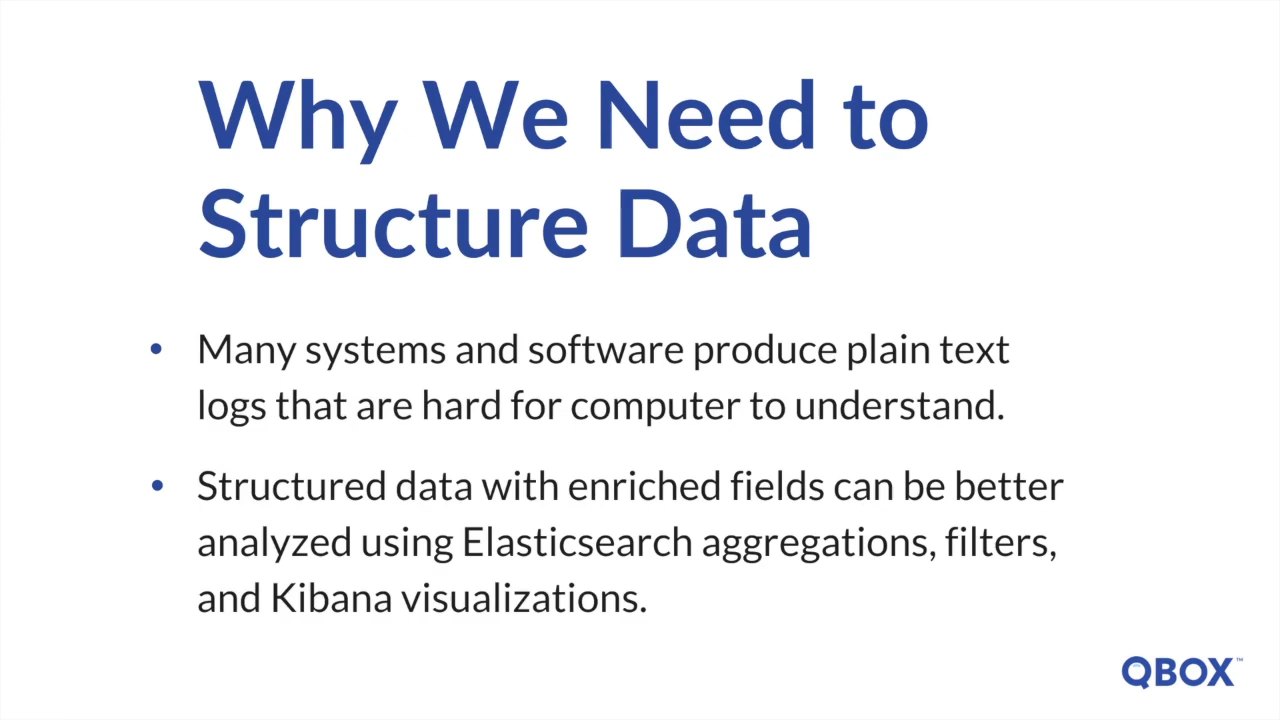 Why We Need to
Structure Data
• Many systems and software produce plain text
logs that are hard for computer to understand.
• Structured data with enriched fields can be better
analyzed using Elasticsearch aggregations, filters,
and Kibana visualizations.
QBOX™